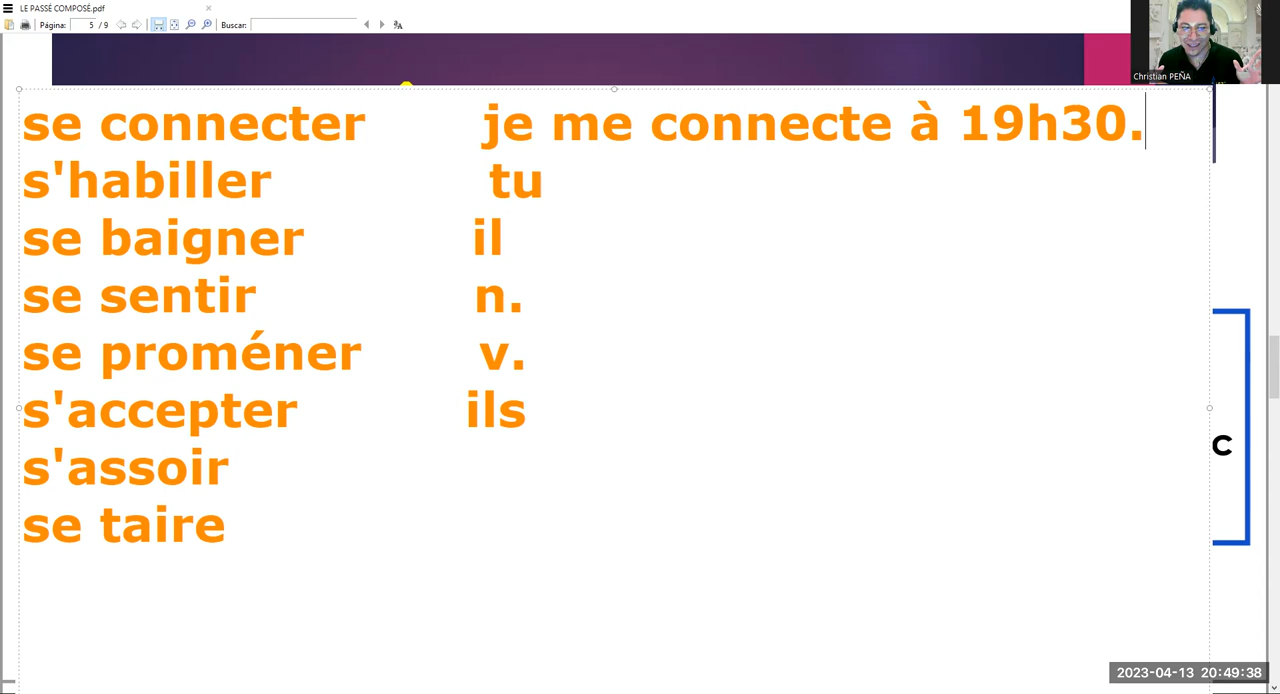 LE PASSÉ COMPOSÉ.pdf
Página: 5 / 9 Buscar:
Christian PEÑA
se connecter je me connecte à 19h30.
s'habiller tu
se baigner il
se sentir n.
se proméner v.
s'accepter ils
s'assoir
se taire
c
2023-04-13 20:49:38